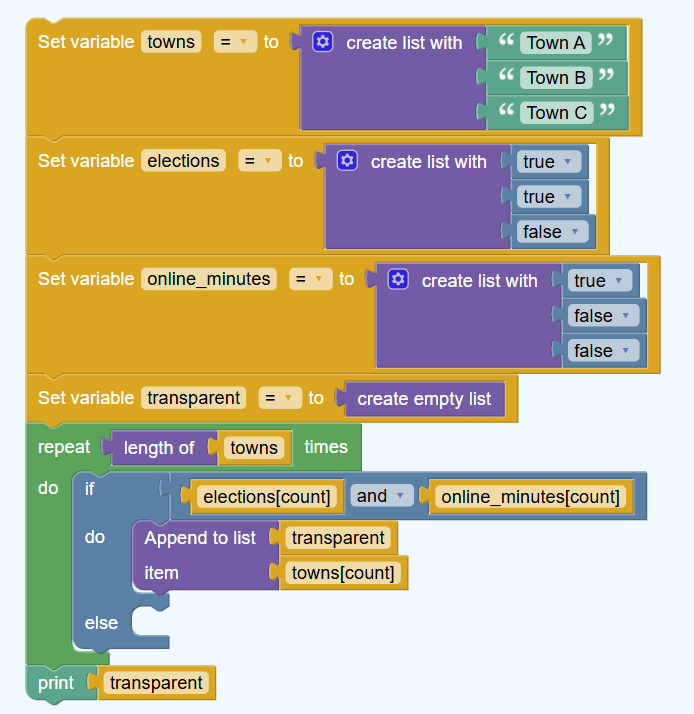 Set variable towns = to create list with “ Town A ”
“ Town B ”
“ Town C ”
Set variable elections = to create list with true
true
false
Set variable online_minutes = to create list with true
false
false
Set variable transparent = to create empty list
repeat length of towns times
do if elections[count] and online_minutes[count]
do Append to list transparent
item towns[count]
else
print transparent